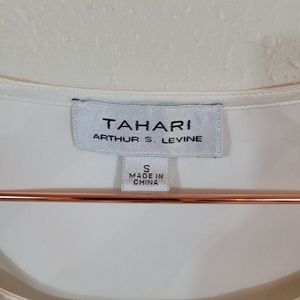 TAHARI
ARTHUR S. LEVINE
S
MADE IN
CHINA